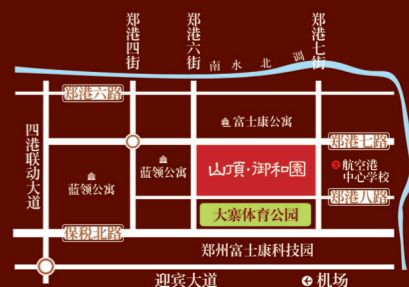 郑港四街
郑港六街
郑港七街
南水北调
郑港六路
富士康公寓
四港联动大道
郑港七路
蓝领公寓
蓝领公寓
山顶·御和園
航空港
中心学校
郑港八路
大寨体育公园
保税北路
郑州富士康科技园
迎宾大道
机场